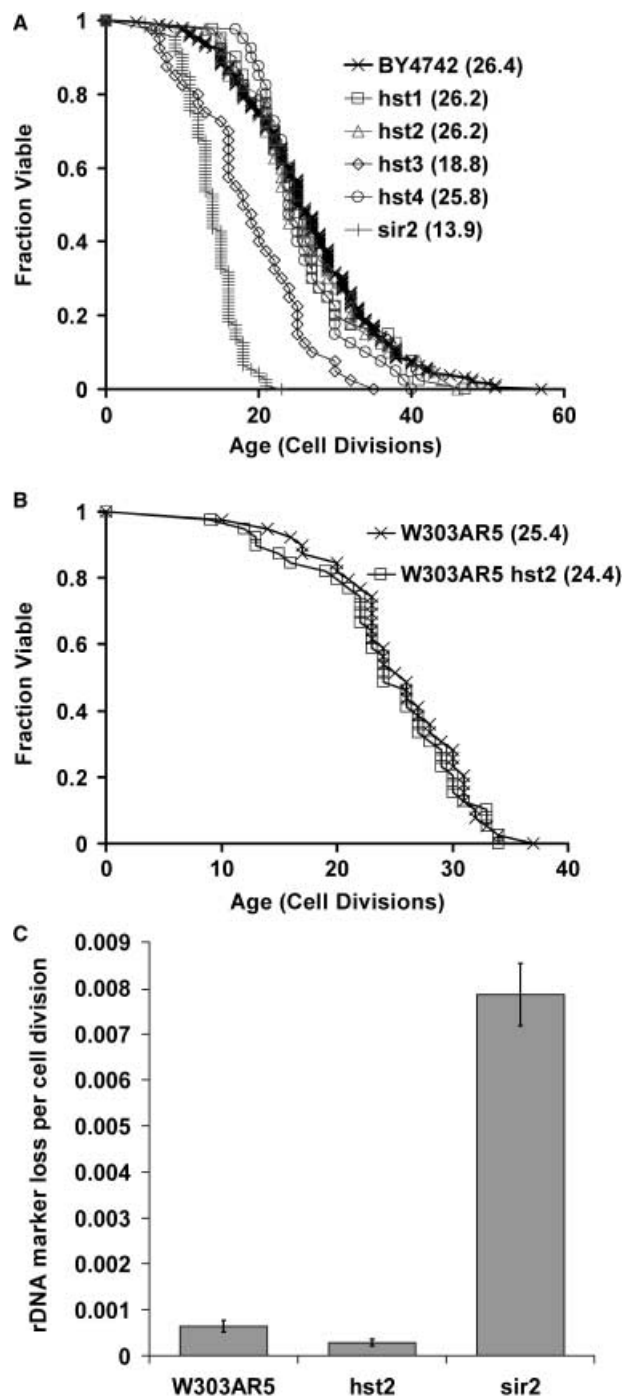 A
1
0.8
0.6
0.4
0.2
0
Fraction Viable
BY4742 (26.4)
hst1 (26.2)
hst2 (26.2)
hst3 (18.8)
hst4 (25.8)
sir2 (13.9)
0 20 40 60
Age (Cell Divisions)
B
1
0.8
0.6
0.4
0.2
0
Fraction Viable
W303AR5 (25.4)
W303AR5 hst2 (24.4)
0 10 20 30 40
Age (Cell Divisions)
C
0.009
0.008
0.007
0.006
0.005
0.004
0.003
0.002
0.001
0
rDNA marker loss per cell division
W303AR5 hst2 sir2